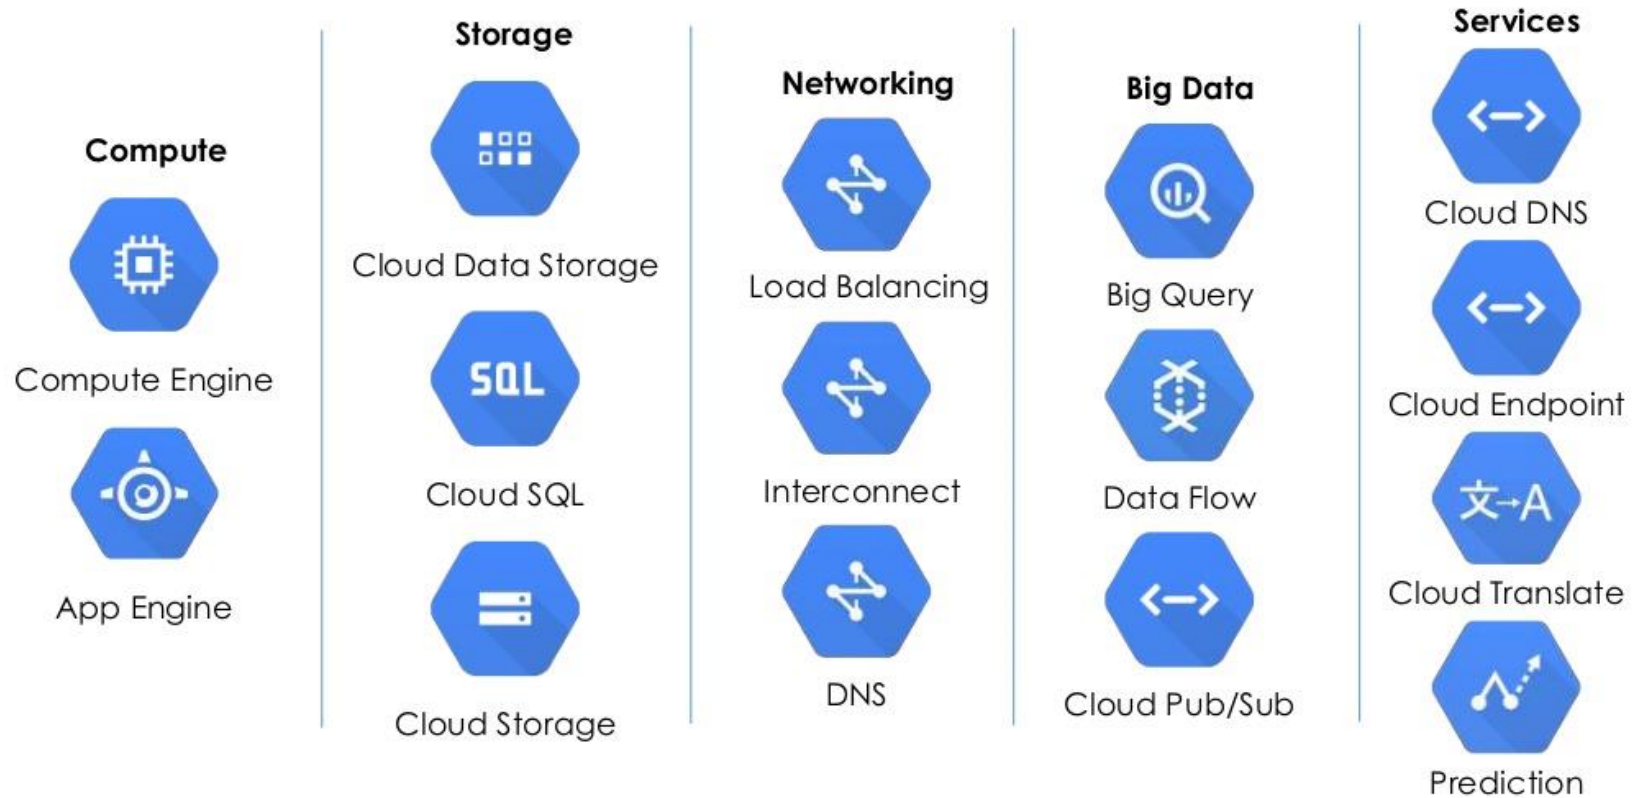 Compute
Compute Engine
App Engine
Storage
Cloud Data Storage
SQL
Cloud SQL
Cloud Storage
Networking
Load Balancing
Interconnect
DNS
Big Data
Big Query
Data Flow
Cloud Pub/Sub
Services
Cloud DNS
Cloud Endpoint
文→A
Cloud Translate
Prediction